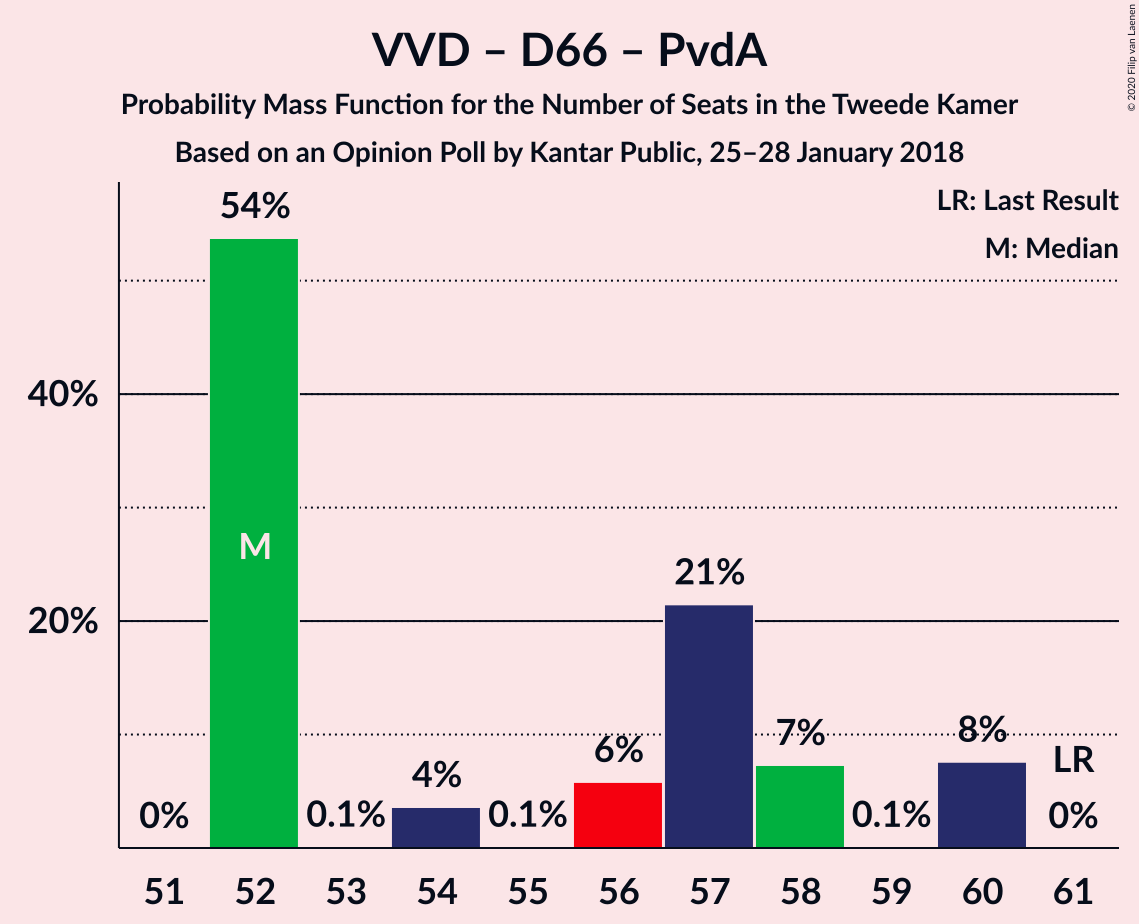 VVD – D66 – PvdA
Probability Mass Function for the Number of Seats in the Tweede Kamer
Based on an Opinion Poll by Kantar Public, 25–28 January 2018
© 2020 Filip van Laenen
LR: Last Result
M: Median
54%
40%
M
21%
20%
7%
8%
6%
4%
LR
0%
0.1%
0.1%
0.1%
0%
51 52 53 54 55 56 57 58 59 60 61